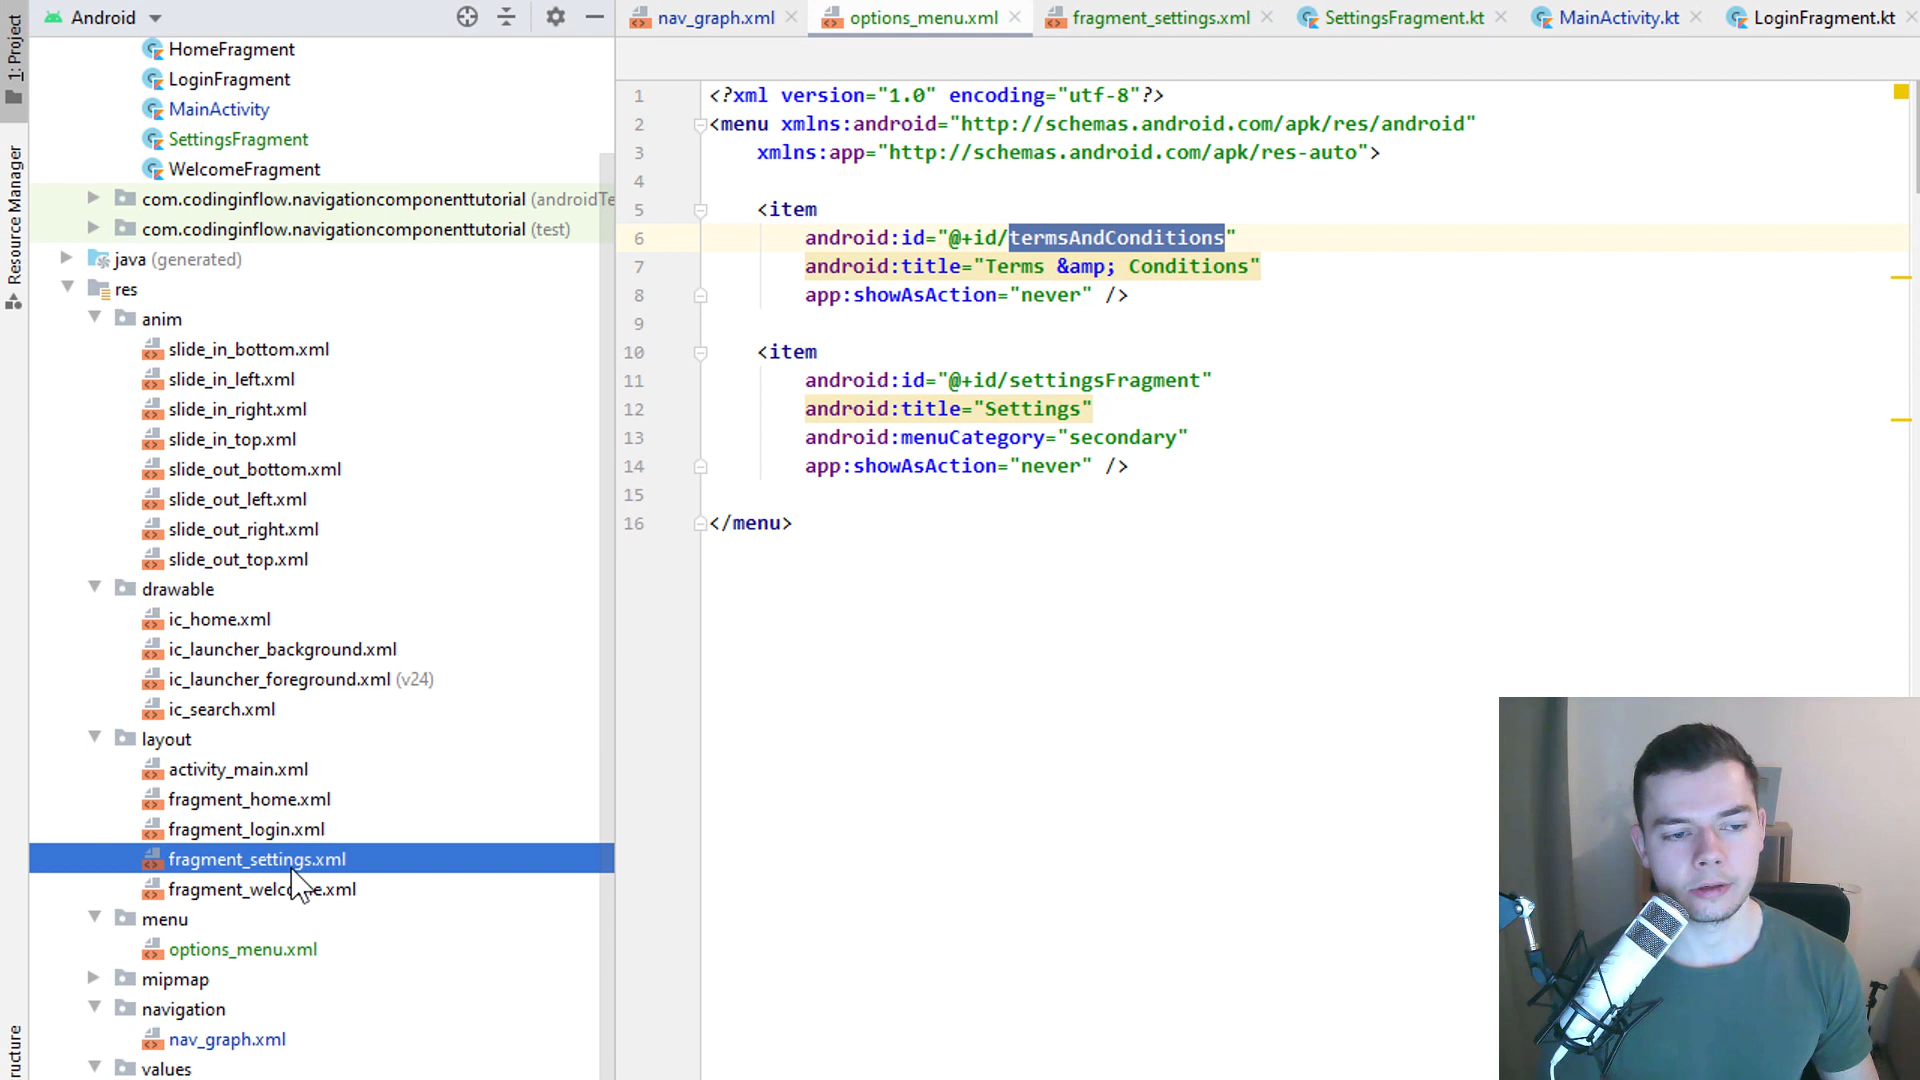 1: Project
Resource Manager
ructure
Android
HomeFragment
LoginFragment
MainActivity
SettingsFragment
WelcomeFragment
com.codinginflow.navigationcomponenttutorial (androidTe
com.codinginflow.navigationcomponenttutorial (test)
java (generated)
res
anim
slide_in_bottom.xml
slide_in_left.xml
slide_in_right.xml
slide_in_top.xml
slide_out_bottom.xml
slide_out_left.xml
slide_out_right.xml
slide_out_top.xml
drawable
ic_home.xml
ic_launcher_background.xml
ic_launcher_foreground.xml (v24)
ic_search.xml
layout
activity_main.xml
fragment_home.xml
fragment_login.xml
fragment_settings.xml
fragment_welcome.xml
menu
options_menu.xml
mipmap
navigation
nav_graph.xml
values
nav_graph.xml options_menu.xml fragment_settings.xml SettingsFragment.kt MainActivity.kt LoginFragment.kt
1 <?xml version="1.0" encoding="utf-8"?>
2 <menu xmlns:android="http://schemas.android.com/apk/res/android"
3 xmlns:app="http://schemas.android.com/apk/res-auto">
4
5 <item
6 android:id="@+id/termsAndConditions"
7 android:title="Terms &amp; Conditions"
8 app:showAsAction="never" />
9
10 <item
11 android:id="@+id/settingsFragment"
12 android:title="Settings"
13 android:menuCategory="secondary"
14 app:showAsAction="never" />
15
16 </menu>